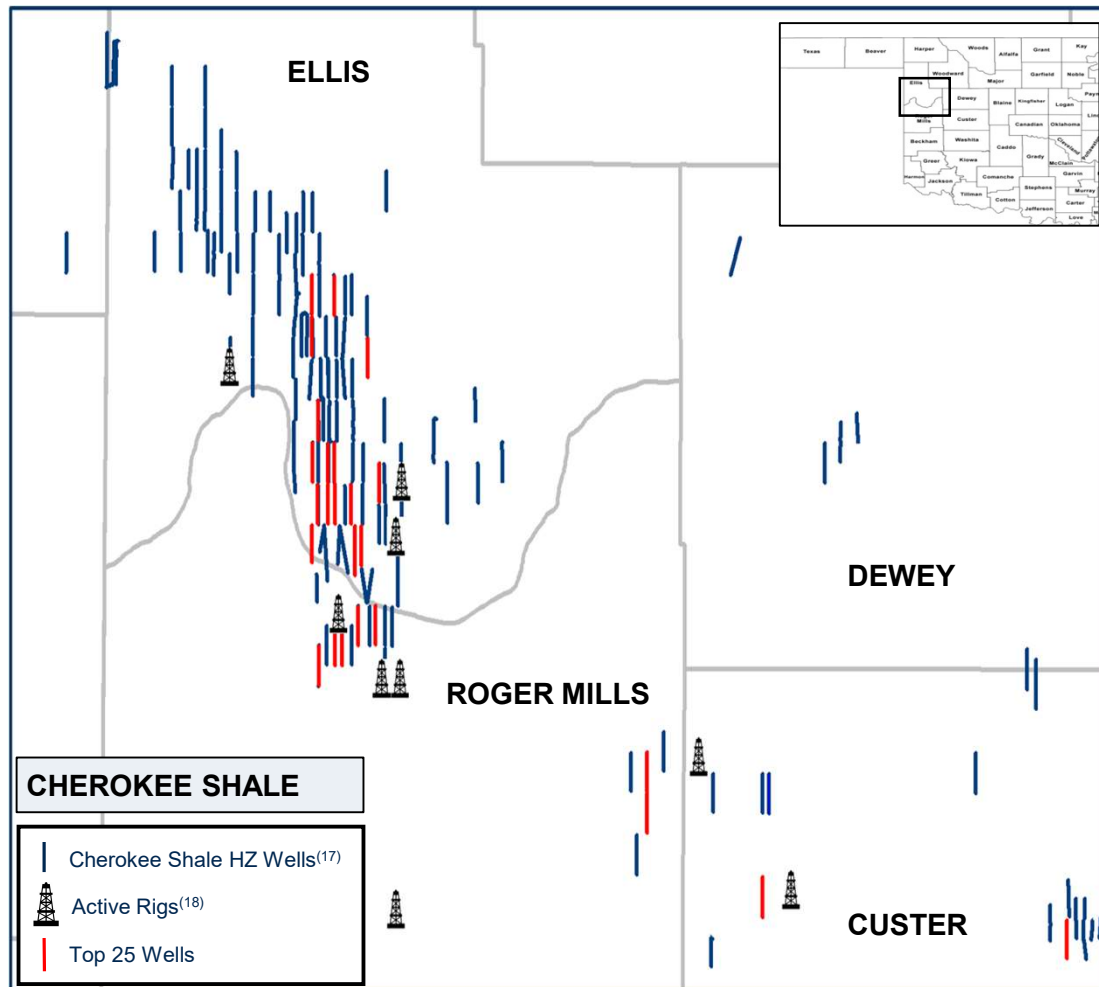 ELLIS
Texas
Beaver
Harper
Woods
Alfalfa
Grant
Kay
Woodward
Garfield
Noble
Ellis
Major
Dewey
Blaine
Kingfisher
Logan
Mills
Custer
Canadian
Oklahoma
Beckham
Washita
Caddo
Cleveland
Greer
Kiowa
Grady
McClain
Harmon
Jackson
Comanche
Garvin
Tillman
Cotton
Stephens
Murray
Jefferson
Carter
Love
DEWEY
ROGER MILLS
CUSTER
CHEROKEE SHALE
Cherokee Shale HZ Wells(17)
Active Rigs(18)
Top 25 Wells